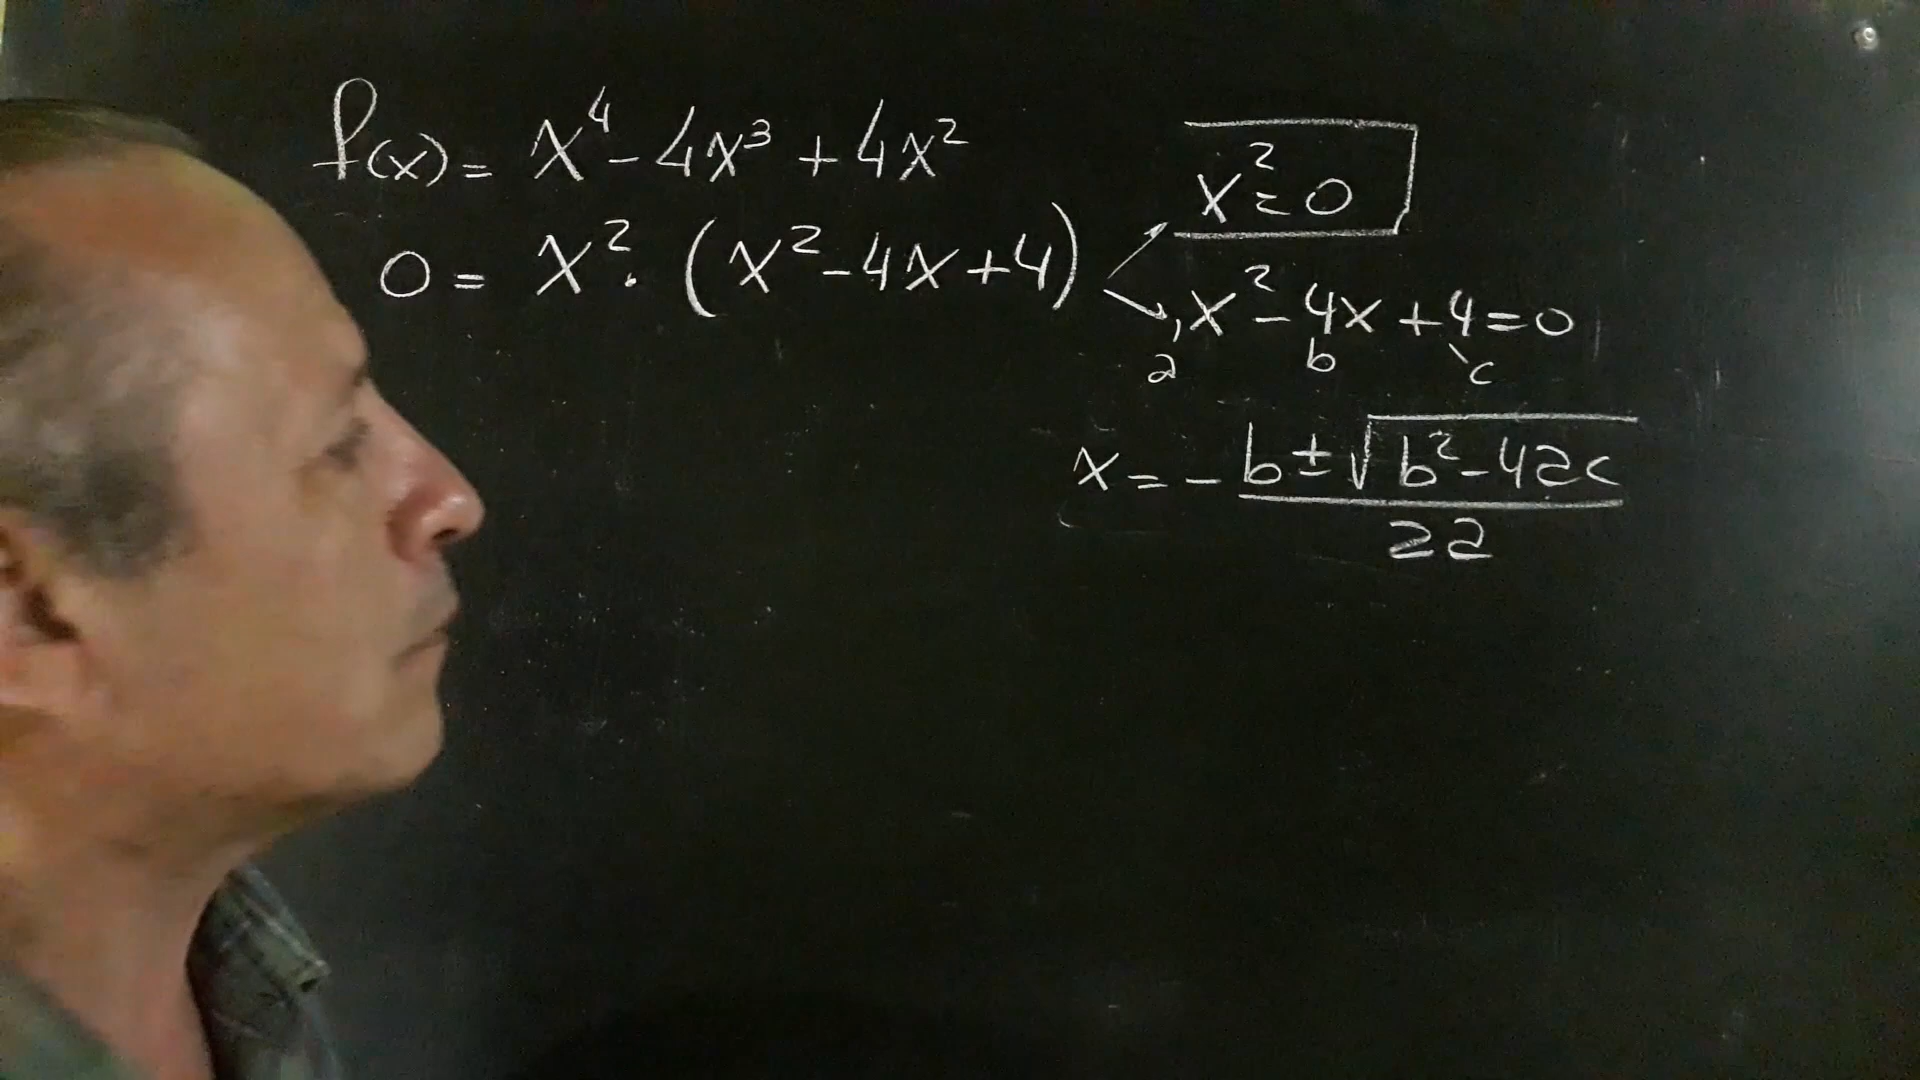 f(x) = x⁴ - 4x³ + 4x²
0 = x² · (x² - 4x + 4)
x² = 0
x² - 4x + 4 = 0
a b c
x = - b ± √b² - 4ac
2a